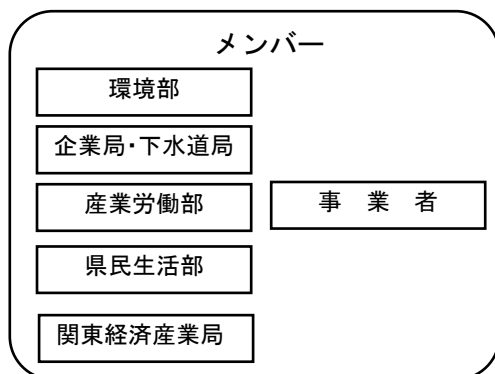 メンバー
環境部
企業局・下水道局
産業労働部
事　業　者
県民生活部
関東経済産業局